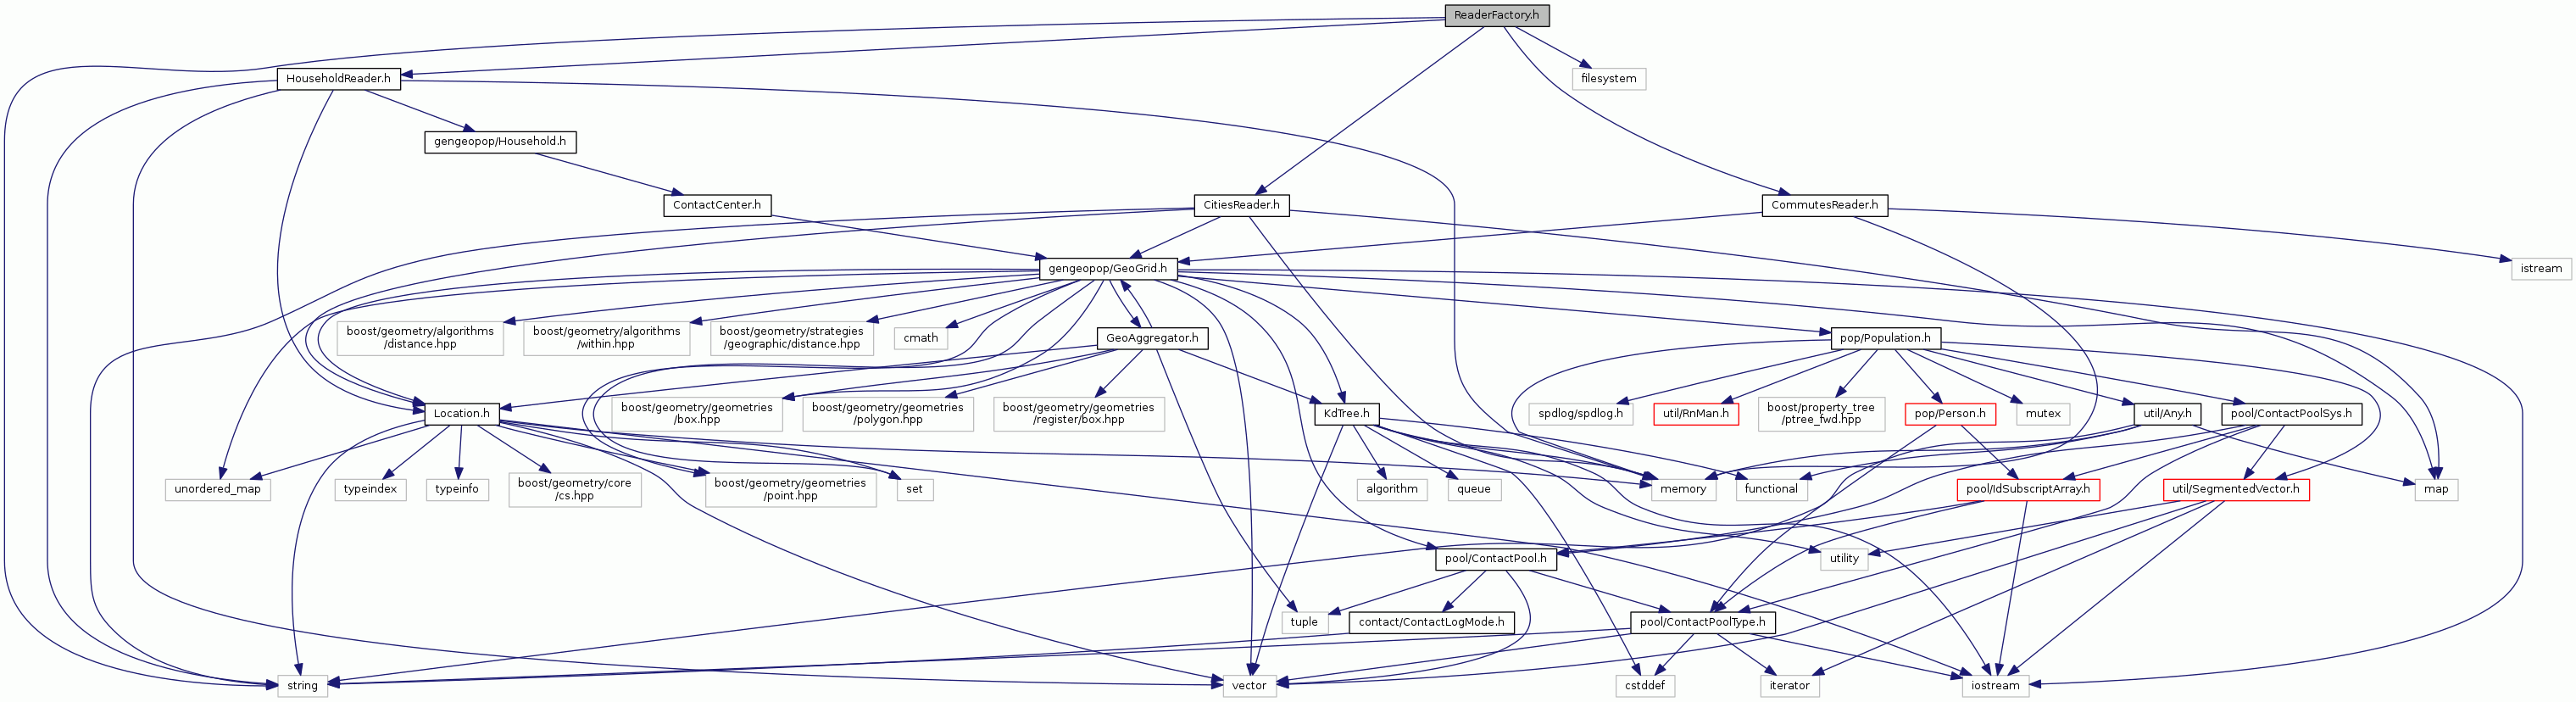 ReaderFactory.h
HouseholdReader.h
filesystem
gengeopop/Household.h
ContactCenter.h
CitiesReader.h
CommutesReader.h
gengeopop/GeoGrid.h
istream
boost/geometry/algorithms
/distance.hpp
boost/geometry/algorithms
/within.hpp
boost/geometry/strategies
/geographic/distance.hpp
cmath
GeoAggregator.h
pop/Population.h
Location.h
boost/geometry/geometries
/box.hpp
boost/geometry/geometries
/polygon.hpp
boost/geometry/geometries
/register/box.hpp
KdTree.h
spdlog/spdlog.h
util/RnMan.h
boost/property_tree
/ptree_fwd.hpp
pop/Person.h
mutex
util/Any.h
pool/ContactPoolSys.h
unordered_map
typeindex
typeinfo
boost/geometry/core
/cs.hpp
boost/geometry/geometries
/point.hpp
set
algorithm
queue
memory
functional
pool/IdSubscriptArray.h
util/SegmentedVector.h
map
pool/ContactPool.h
utility
tuple
contact/ContactLogMode.h
pool/ContactPoolType.h
string
vector
cstddef
iterator
iostream